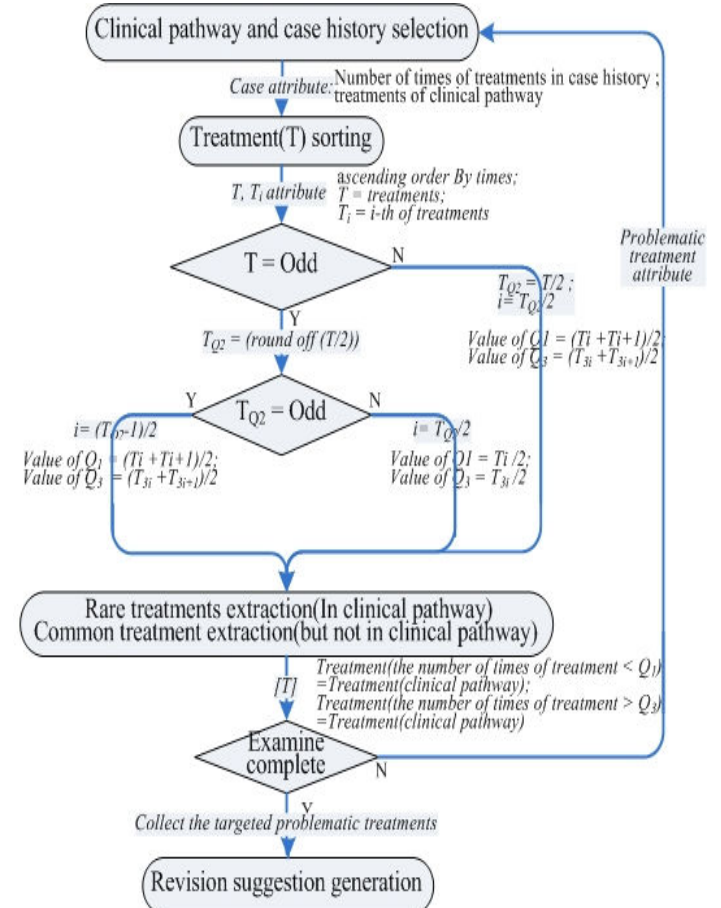 Clinical pathway and case history selection
Case attribute:
Number of times of treatments in case history ;
treatments of clinical pathway
Treatment(T) sorting
T, Ti attribute
ascending order By times;
T = treatments;
Ti = i-th of treatments
Problematic
treatment
attribute
T = Odd
N
Y
TQ2 = T/2 ;
i= TQ2/2
Value of Q1 = (Ti +Ti+1)/2;
Value of Q3 = (T3i +T3i+1)/2
TQ2 = (round off (T/2))
TQ2 = Odd
Y
N
i= (TQ2-1)/2
Value of Q1 = (Ti +Ti+1)/2;
Value of Q3 = (T3i +T3i+1)/2
i= TQ2/2
Value of Q1 = Ti /2;
Value of Q3 = T3i /2
Rare treatments extraction(In clinical pathway)
Common treatment extraction(but not in clinical pathway)
[T]
Treatment(the number of times of treatment < Q1)
=Treatment(clinical pathway);
Treatment(the number of times of treatment > Q3)
=Treatment(clinical pathway)
Examine
complete
N
Y
Collect the targeted problematic treatments
Revision suggestion generation